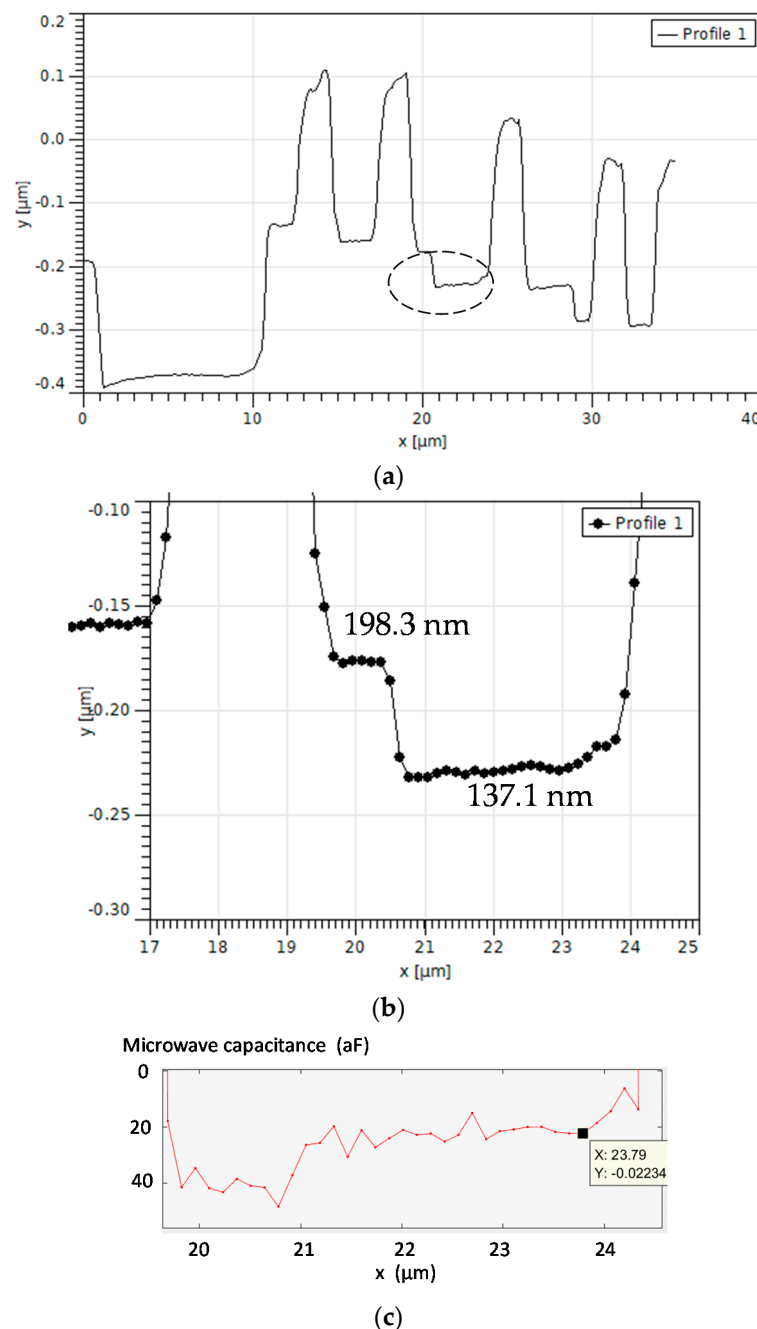 0.2
Profile 1
0.1
0.0
-0.1
-0.2
-0.3
-0.4
y [µm]
0 10 20 30 40
x [µm]
(a)
-0.10
Profile 1
-0.15
198.3 nm
-0.20
y [µm]
137.1 nm
-0.25
-0.30
17 18 19 20 21 22 23 24 25
x [µm]
(b)
Microwave capacitance (aF)
0
20
X: 23.79
Y: -0.02234
40
20 21 22 23 24
x (µm)
(c)